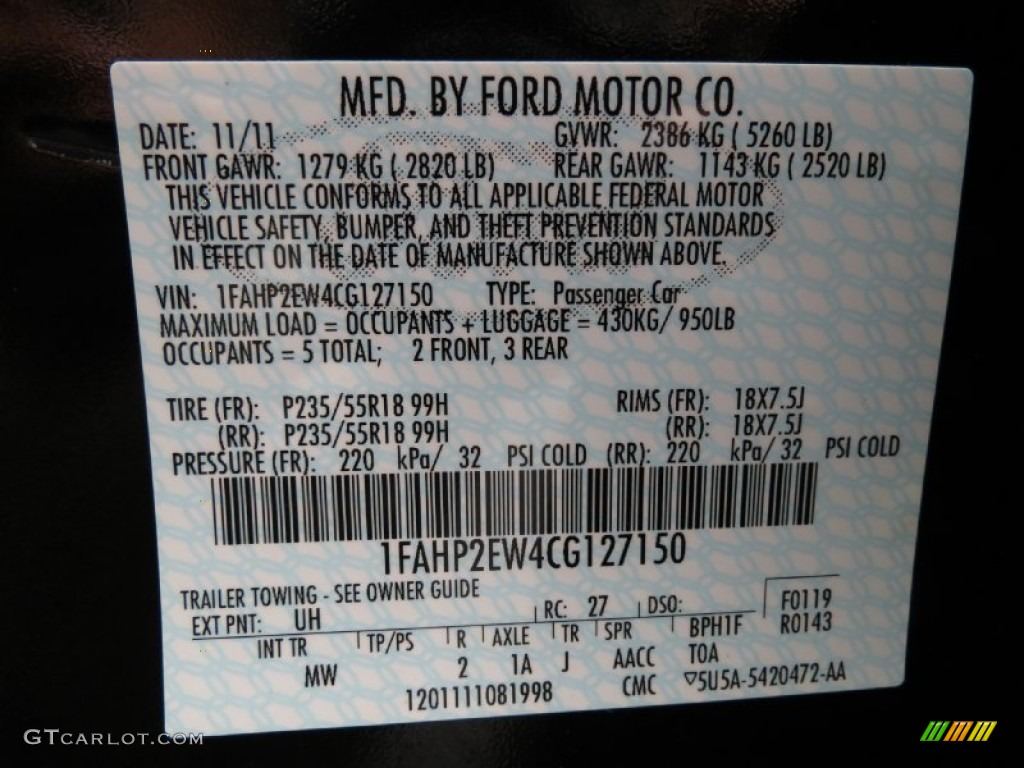 MFD. BY FORD MOTOR CO.
DATE: 11/11 GVWR: 2386 KG ( 5260 LB)
FRONT GAWR: 1279 KG ( 2820 LB) REAR GAWR: 1143 KG ( 2520 LB)
THIS VEHICLE CONFORMS TO ALL APPLICABLE FEDERAL MOTOR
VEHICLE SAFETY, BUMPER, AND THEFT PREVENTION STANDARDS
IN EFFECT ON THE DATE OF MANUFACTURE SHOWN ABOVE.
VIN: 1FAHP2EW4CG127150 TYPE: Passenger Car
MAXIMUM LOAD = OCCUPANTS + LUGGAGE = 430KG/ 950LB
OCCUPANTS = 5 TOTAL; 2 FRONT, 3 REAR
TIRE (FR): P235/55R18 99H RIMS (FR): 18X7.5J
(RR): P235/55R18 99H (RR): 18X7.5J
PRESSURE (FR): 220 kPa/ 32 PSI COLD (RR): 220 kPa/ 32 PSI COLD
1FAHP2EW4CG127150
TRAILER TOWING - SEE OWNER GUIDE
EXT PNT: UH RC: 27 DSO: F0119
INT TR TP/PS R AXLE TR SPR BPH1F R0143
MW 2 1A J AACC TOA
1201111081998 CMC ▽5U5A-5420472-AA
GTCARLOT.COM